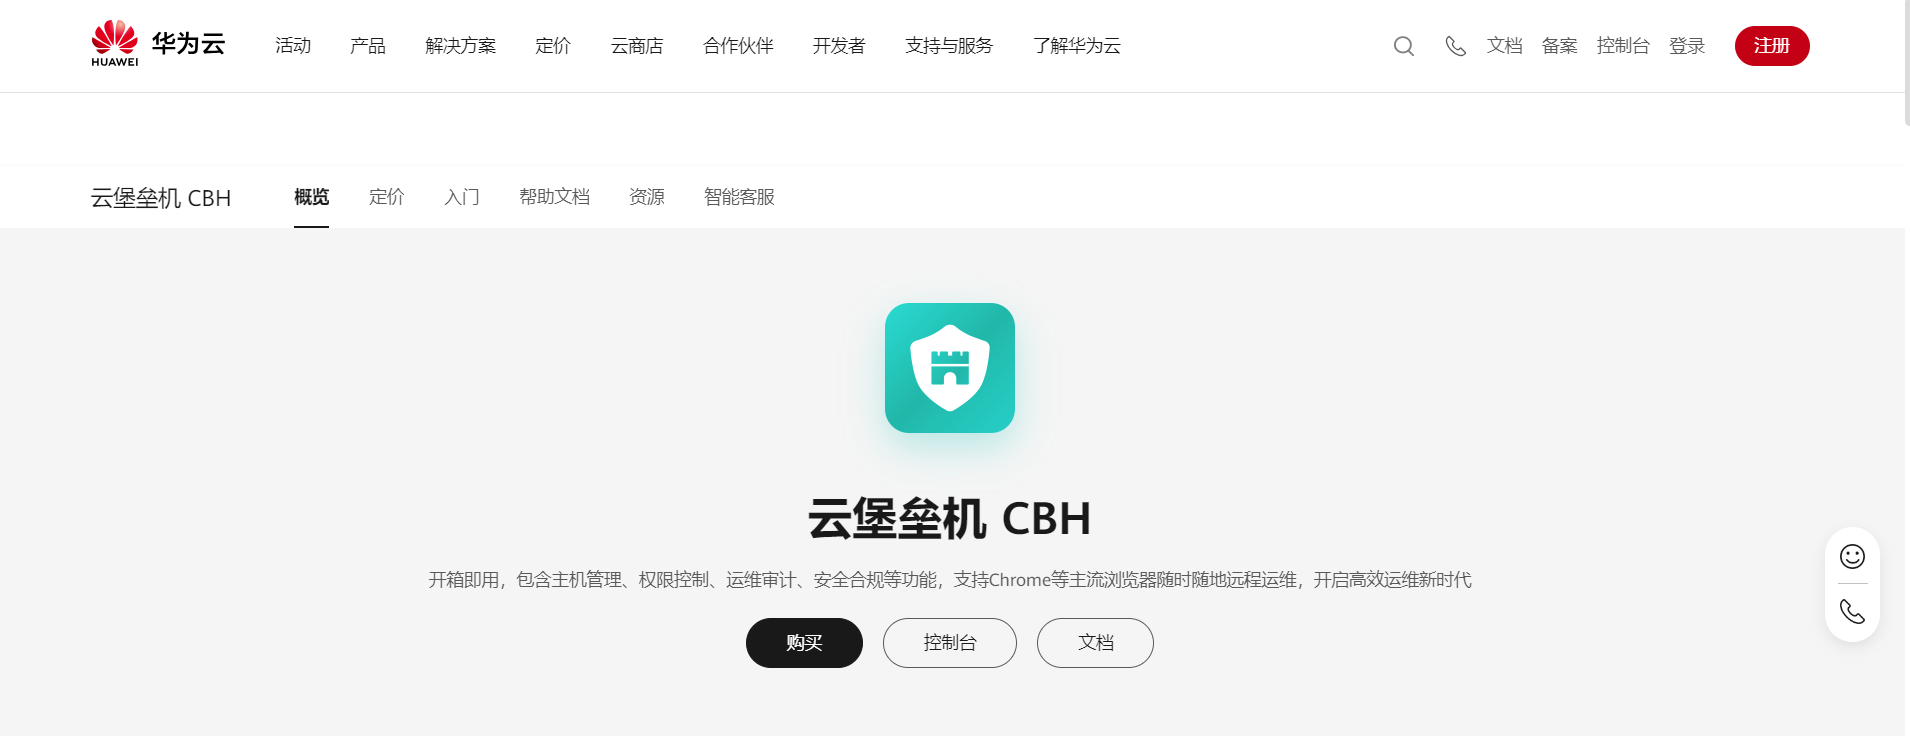 HUAWEI 华为云 活动 产品 解决方案 定价 云商店 合作伙伴 开发者 支持与服务 了解华为云 文档 备案 控制台 登录 注册
云堡垒机 CBH 概览 定价 入门 帮助文档 资源 智能客服
云堡垒机 CBH
开箱即用，包含主机管理、权限控制、运维审计、安全合规等功能，支持Chrome等主流浏览器随时随地远程运维，开启高效运维新时代
购买 控制台 文档